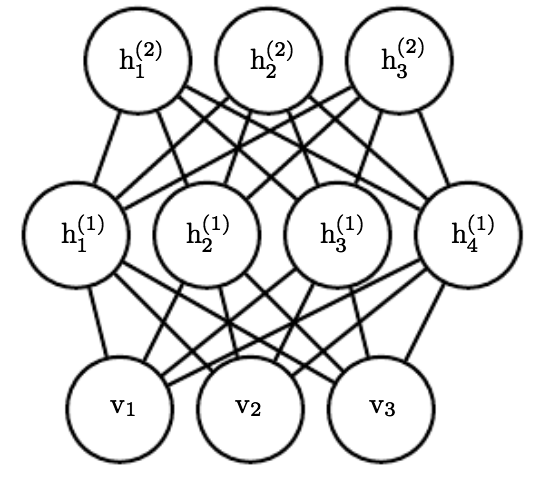 h₁⁽²⁾ h₂⁽²⁾ h₃⁽²⁾
h₁⁽¹⁾ h₂⁽¹⁾ h₃⁽¹⁾ h₄⁽¹⁾
v₁ v₂ v₃